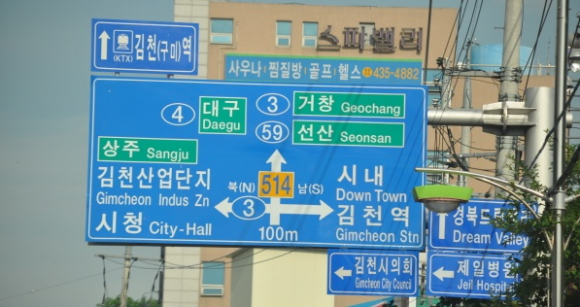 스파밸리
김천(구미)역
(KTX)
사우나 | 찜질방 | 골프 | 헬스 435-4882
4
대구
Daegu
3
거창 Geochang
59
선산 Seonsan
상주 Sangju
김천산업단지
Gimcheon Indus Zn
시청 City-Hall
북(N)
514
남(S)
3
100m
시내
Down Town
김천역
Gimcheon Stn
경북드림
Dream Valley
김천시의회
Gimcheon City Council
제일병원
Jeil Hospital